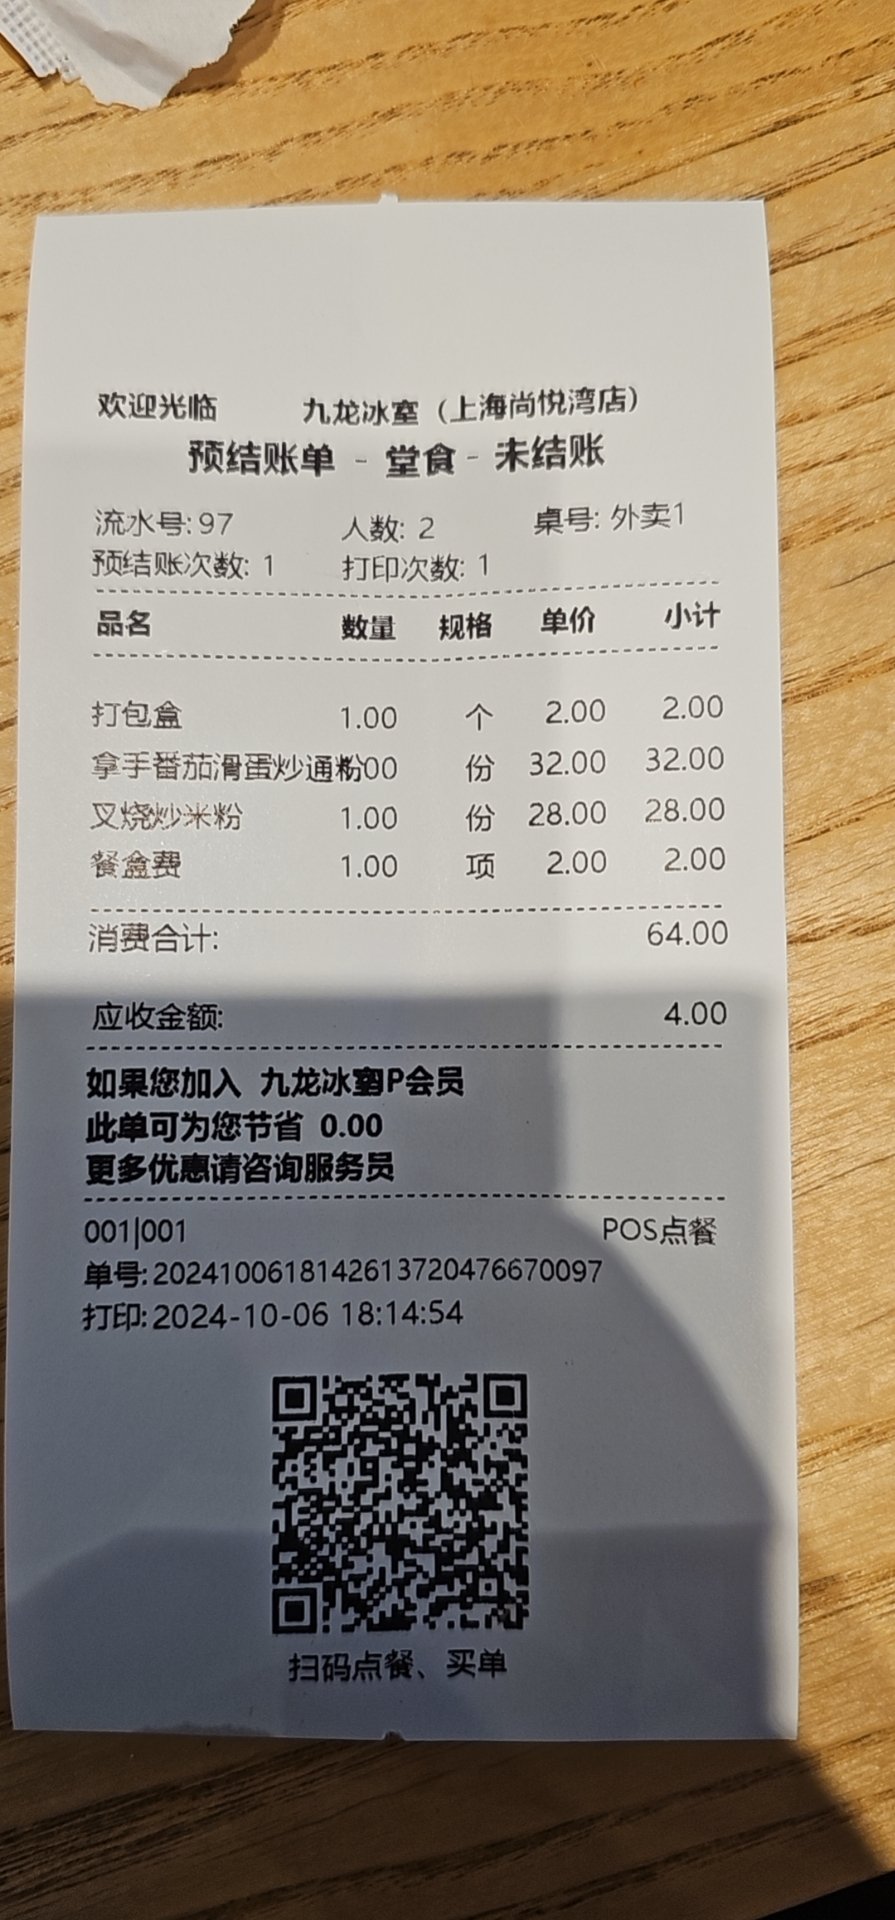 欢迎光临 九龙冰室（上海尚悦湾店）
预结账单 - 堂食 - 未结账
流水号: 97 人数: 2 桌号: 外卖1
预结账次数: 1 打印次数: 1
品名 数量 规格 单价 小计
打包盒 1.00 个 2.00 2.00
拿手番茄滑蛋炒通粉00 份 32.00 32.00
叉烧炒米粉 1.00 份 28.00 28.00
餐盒费 1.00 项 2.00 2.00
消费合计: 64.00
应收金额: 4.00
如果您加入 九龙冰室P会员
此单可为您节省 0.00
更多优惠请咨询服务员
001|001 POS点餐
单号: 2024100618142613720476670097
打印: 2024-10-06 18:14:54
扫码点餐、买单